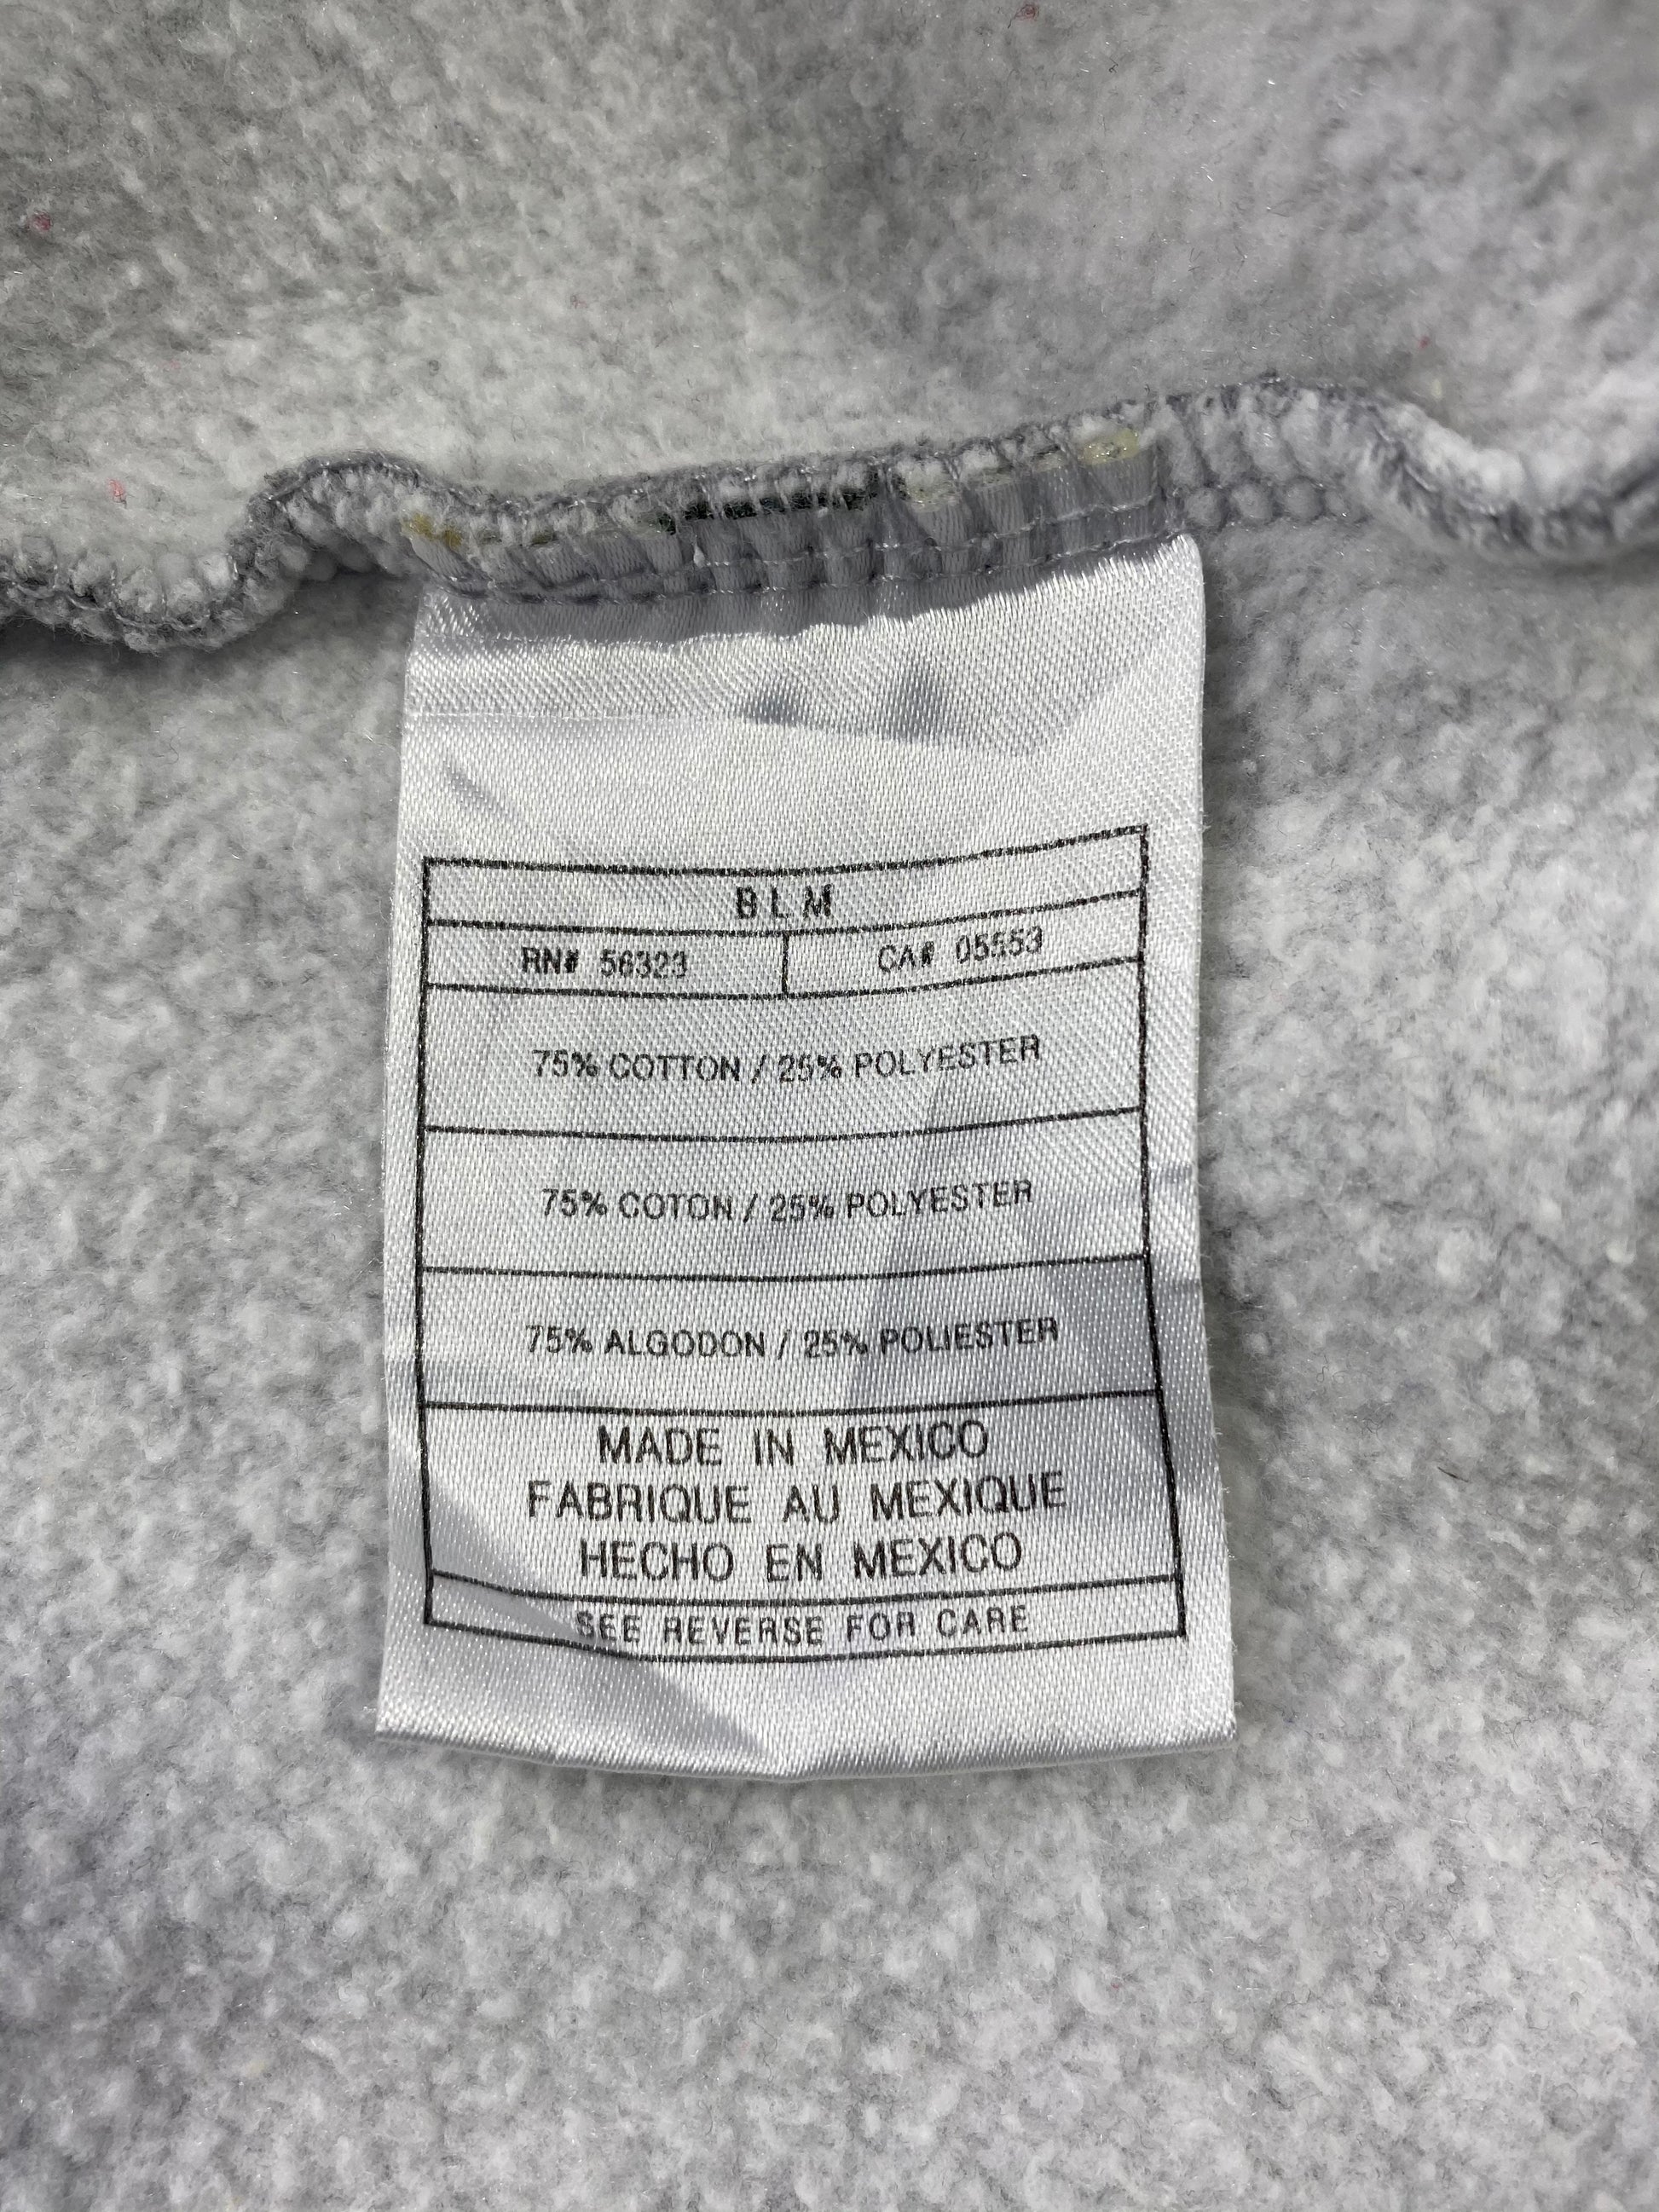 BLM
RN# 56323
CA# 05553
75% COTTON / 25% POLYESTER
75% COTON / 25% POLYESTER
75% ALGODON / 25% POLIESTER
MADE IN MEXICO
FABRIQUE AU MEXIQUE
HECHO EN MEXICO
SEE REVERSE FOR CARE